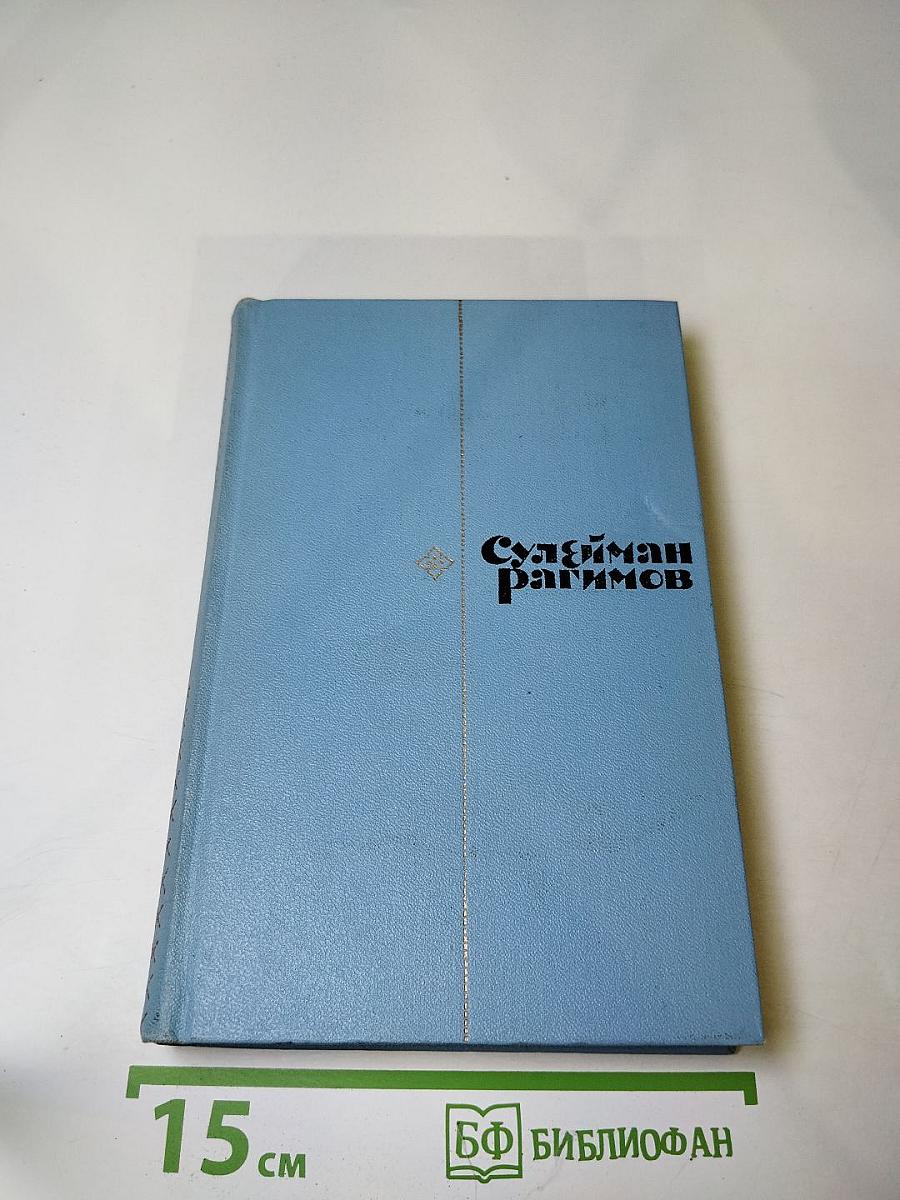 Сулейман
Рагимов
15 см
БФ БИБЛИОФАН